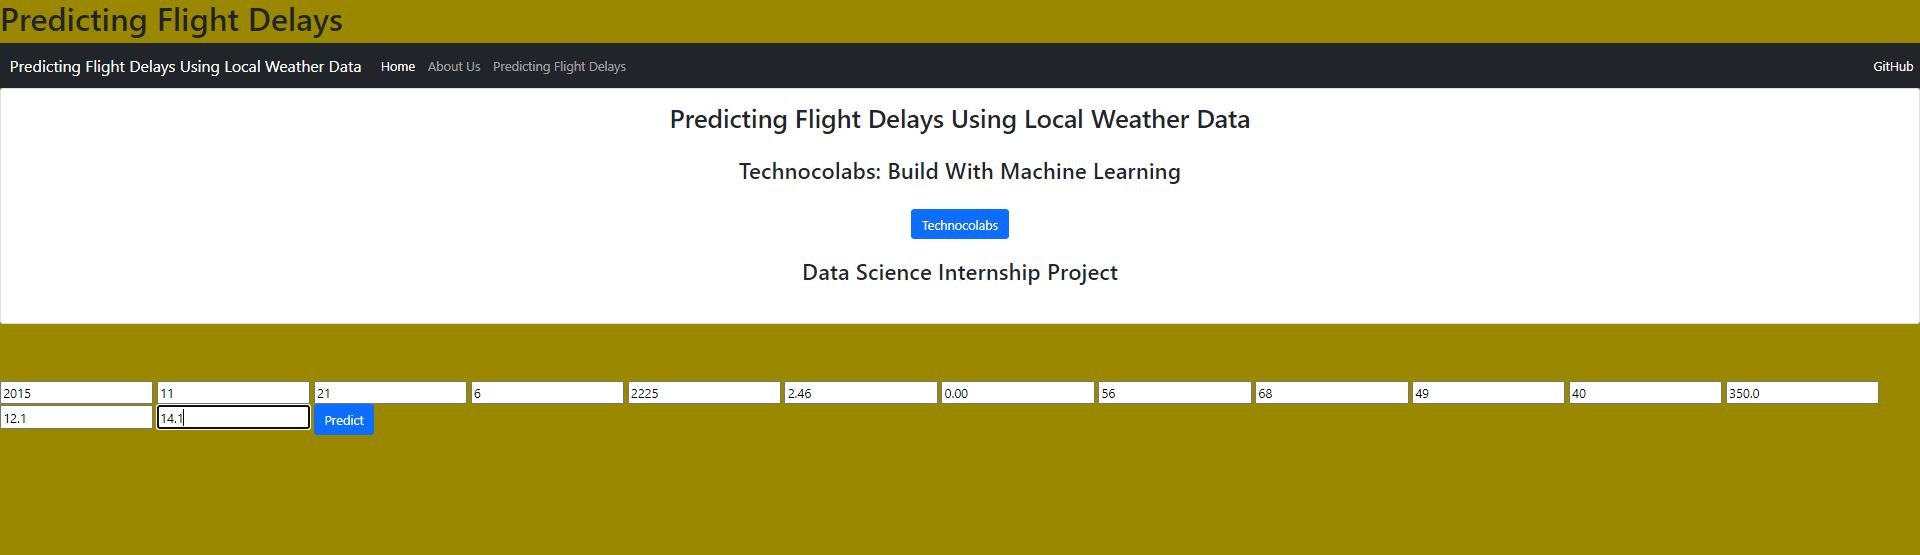 Predicting Flight Delays
Predicting Flight Delays Using Local Weather Data Home About Us Predicting Flight Delays GitHub
Predicting Flight Delays Using Local Weather Data
Technocolabs: Build With Machine Learning
Technocolabs
Data Science Internship Project
2015 11 21 6 2225 2.46 0.00 56 68 49 40 350.0
12.1 14.1 Predict